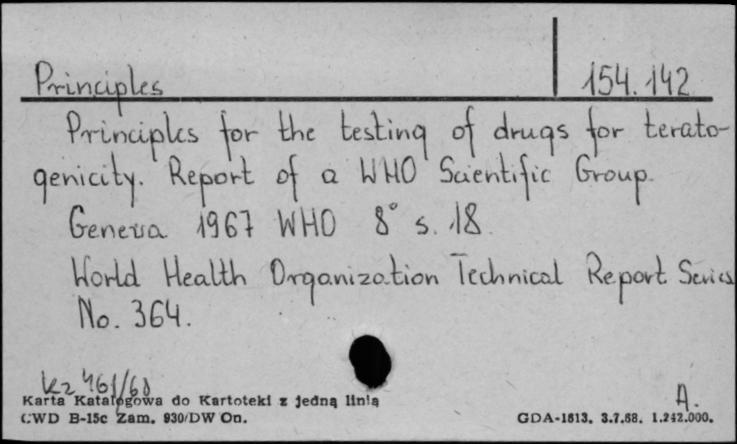 Principles 154.142
Principles for the testing of drugs for terato-
genicity. Report of a WHO Scientific Group.
Geneva 1967 WHO 8° s. 18.
World Health Organization Technical Report Series
No. 364.
Kz 461/68
Karta Katalogowa do Kartoteki z jedną linią A.
CWD B-15c Zam. 930/DW On. GDA-1613. 3.7.68. 1.242.000.